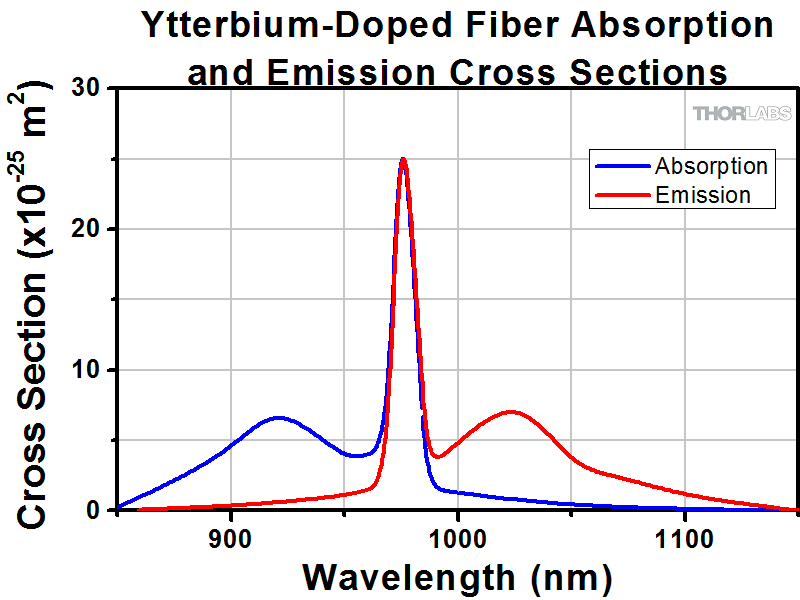 Ytterbium-Doped Fiber Absorption
and Emission Cross Sections
THORLABS
Absorption
Emission
Cross Section (x10⁻²⁵ m²)
30
20
10
0
900 1000 1100
Wavelength (nm)